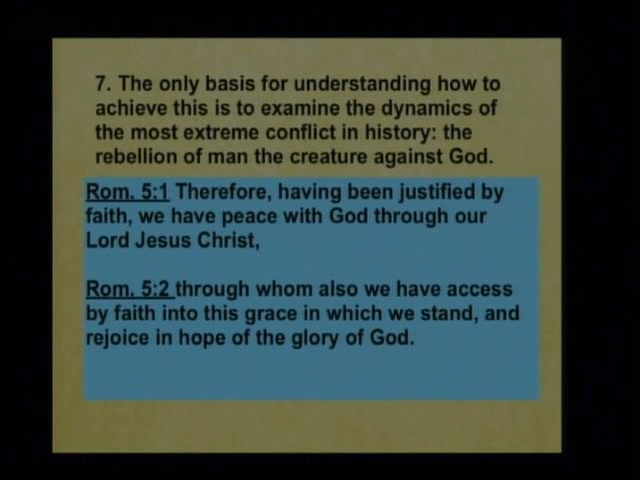 7. The only basis for understanding how to
achieve this is to examine the dynamics of
the most extreme conflict in history: the
rebellion of man the creature against God.
Rom. 5:1 Therefore, having been justified by
faith, we have peace with God through our
Lord Jesus Christ,
Rom. 5:2 through whom also we have access
by faith into this grace in which we stand, and
rejoice in hope of the glory of God.